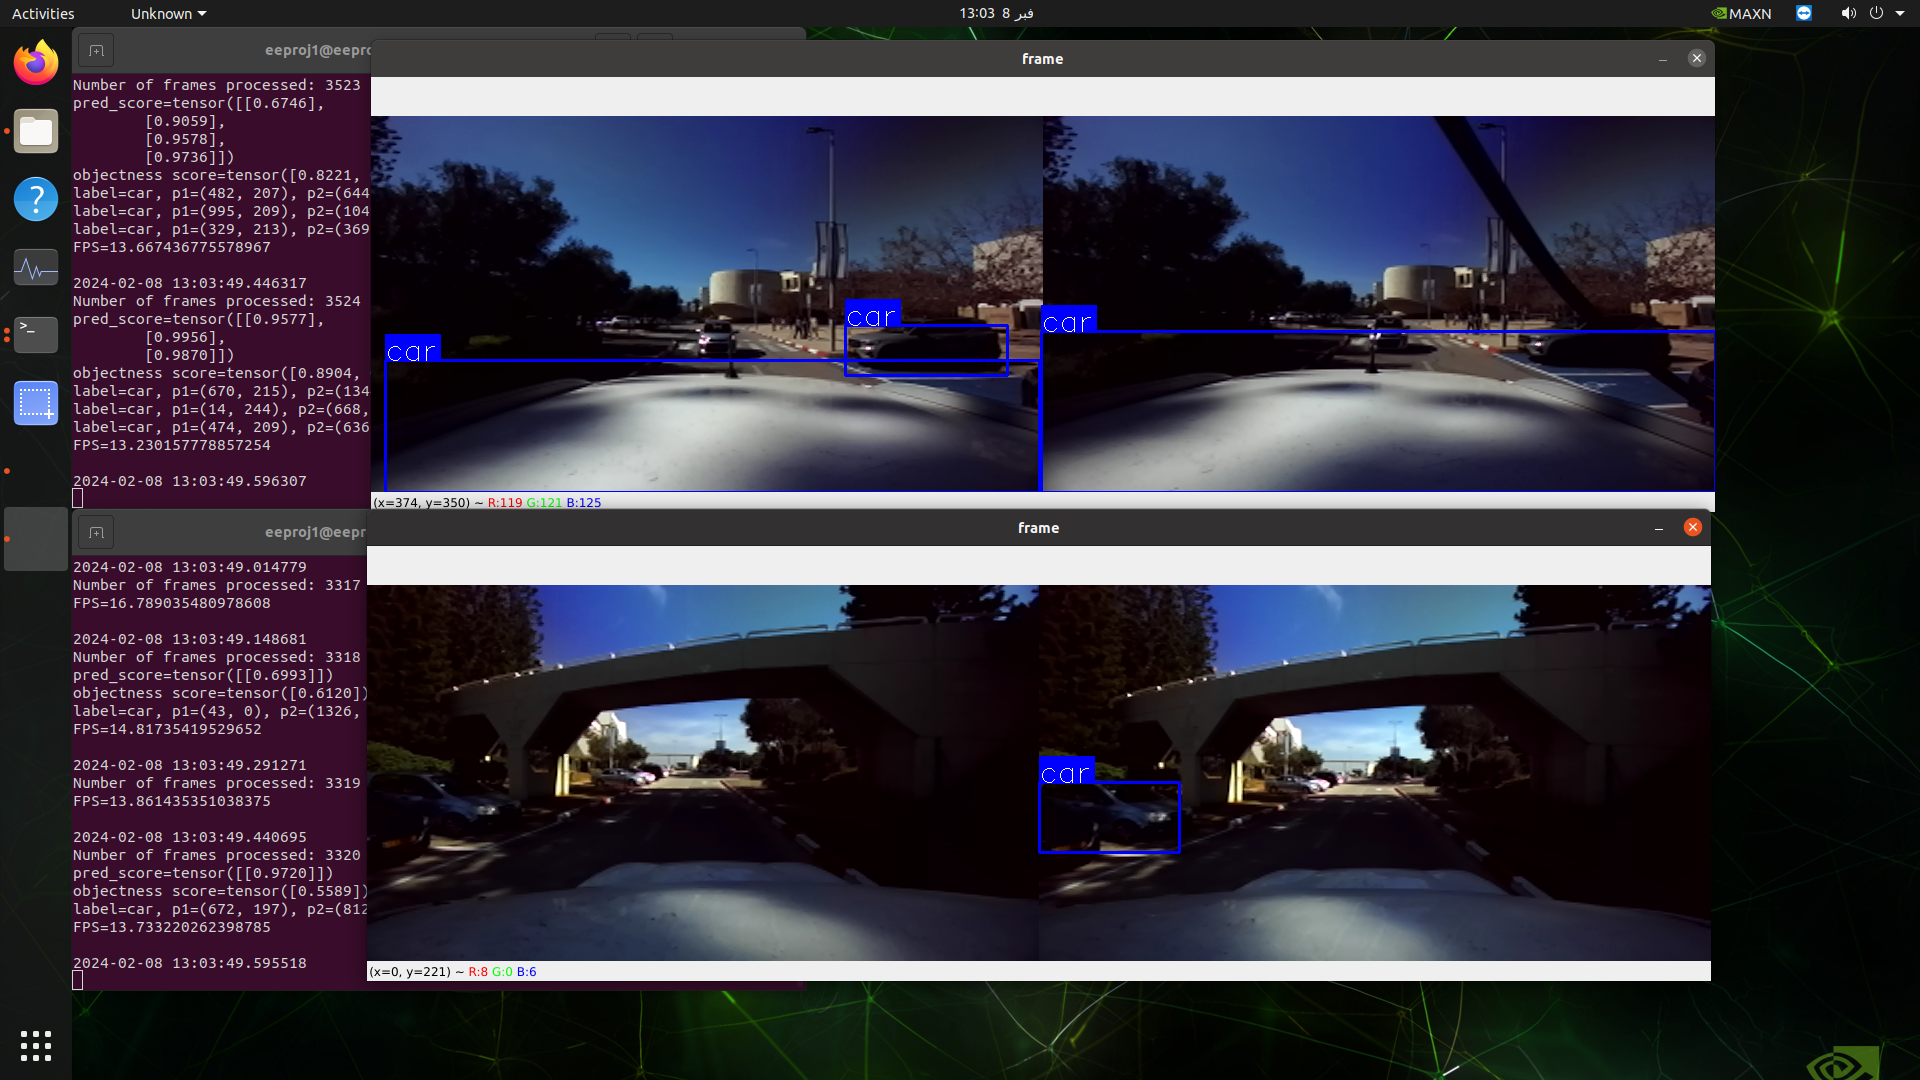 Activities
Unknown
13:03 8 فبر
MAXN
eeproj1@eepro
Number of frames processed: 3523
pred_score=tensor([[0.6746],
[0.9059],
[0.9578],
[0.9736]])
objectness score=tensor([0.8221,
label=car, p1=(482, 207), p2=(644
label=car, p1=(995, 209), p2=(104
label=car, p1=(329, 213), p2=(369
FPS=13.667436775578967
2024-02-08 13:03:49.446317
Number of frames processed: 3524
pred_score=tensor([[0.9577],
[0.9956],
[0.9870]])
objectness score=tensor([0.8904,
label=car, p1=(670, 215), p2=(134
label=car, p1=(14, 244), p2=(668,
label=car, p1=(474, 209), p2=(636
FPS=13.230157778857254
2024-02-08 13:03:49.596307
frame
car
car
car
(x=374, y=350) ~ R:119 G:121 B:125
eeproj1@eepr
2024-02-08 13:03:49.014779
Number of frames processed: 3317
FPS=16.789035480978608
2024-02-08 13:03:49.148681
Number of frames processed: 3318
pred_score=tensor([[0.6993]])
objectness score=tensor([0.6120])
label=car, p1=(43, 0), p2=(1326,
FPS=14.81735419529652
2024-02-08 13:03:49.291271
Number of frames processed: 3319
FPS=13.861435351038375
2024-02-08 13:03:49.440695
Number of frames processed: 3320
pred_score=tensor([[0.9720]])
objectness score=tensor([0.5589])
label=car, p1=(672, 197), p2=(812
FPS=13.733220262398785
2024-02-08 13:03:49.595518
frame
car
(x=0, y=221) ~ R:8 G:0 B:6